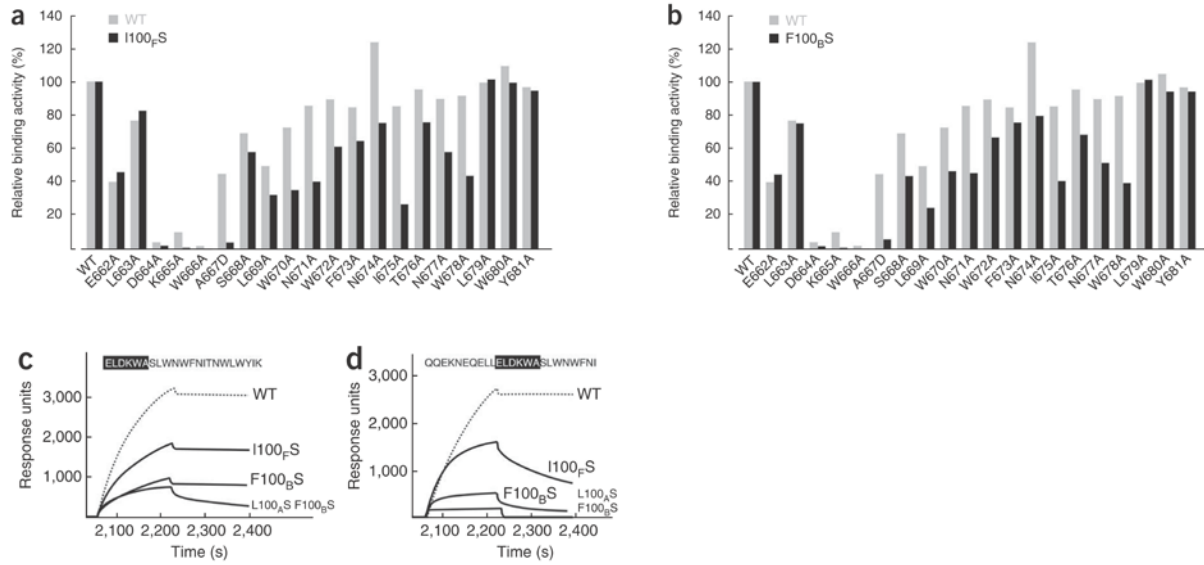 a
WT
I100FS
Relative binding activity (%)
140
120
100
80
60
40
20
WT
E662A
L663A
D664A
K665A
W666A
A667D
S668A
L669A
W670A
N671A
W672A
F673A
N674A
I675A
T676A
N677A
W678A
L679A
W680A
Y681A
b
WT
F100BS
Relative binding activity (%)
140
120
100
80
60
40
20
WT
E662A
L663A
D664A
K665A
W666A
A667D
S668A
L669A
W670A
N671A
W672A
F673A
N674A
I675A
T676A
N677A
W678A
L679A
W680A
Y681A
c
ELDKWASLWNWFNITNWLWYIK
Response units
3,000
2,000
1,000
WT
I100FS
F100BS
L100AS F100BS
2,100 2,200 2,300 2,400
Time (s)
d
QQEKNEQELLELDKWASLWNWFNI
Response units
3,000
2,000
1,000
WT
I100FS
F100BS
L100AS
F100BS
2,100 2,200 2,300 2,400
Time (s)